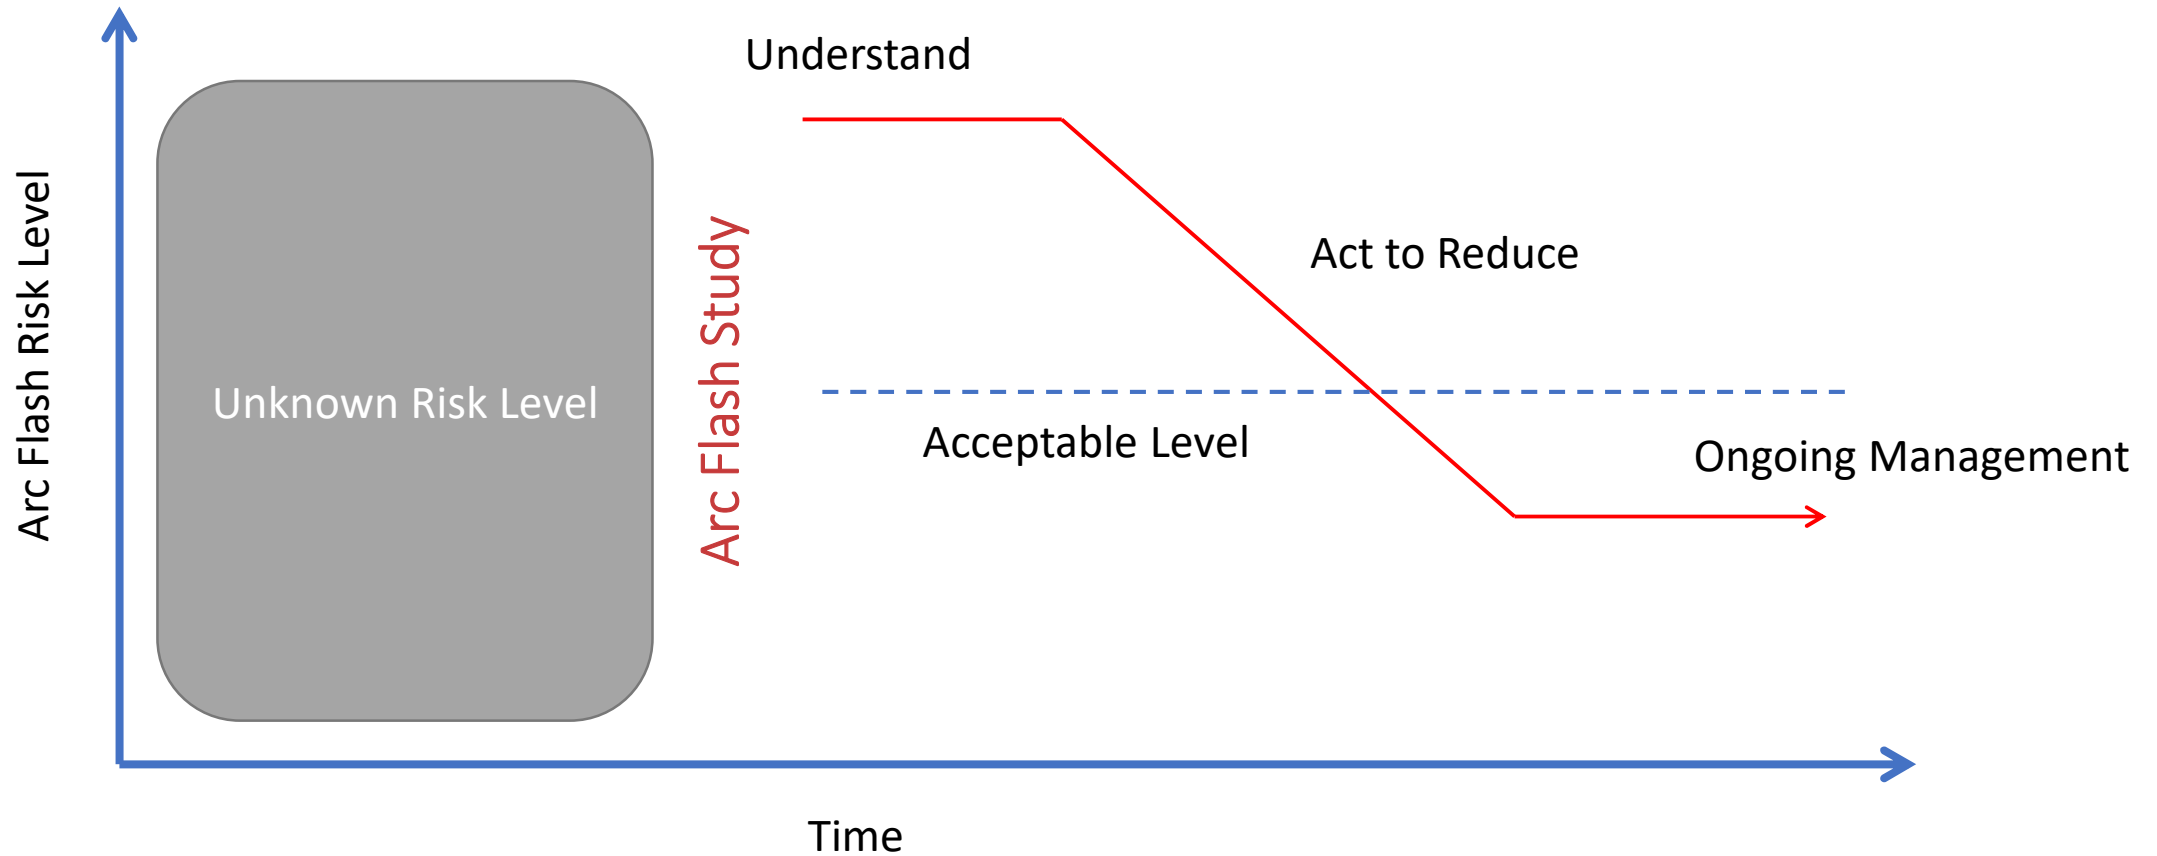 Understand
Arc Flash Risk Level
Unknown Risk Level
Arc Flash Study
Act to Reduce
Acceptable Level
Ongoing Management
Time